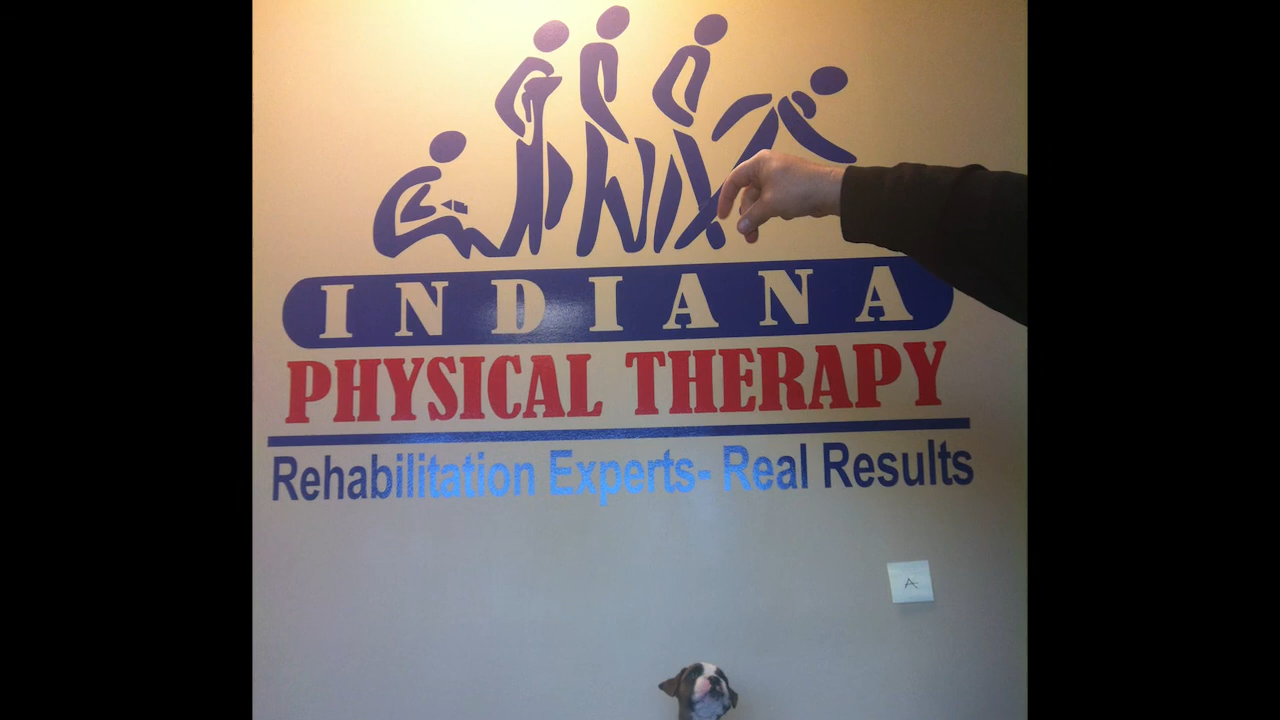 INDIANA
PHYSICAL THERAPY
Rehabilitation Experts- Real Results
A